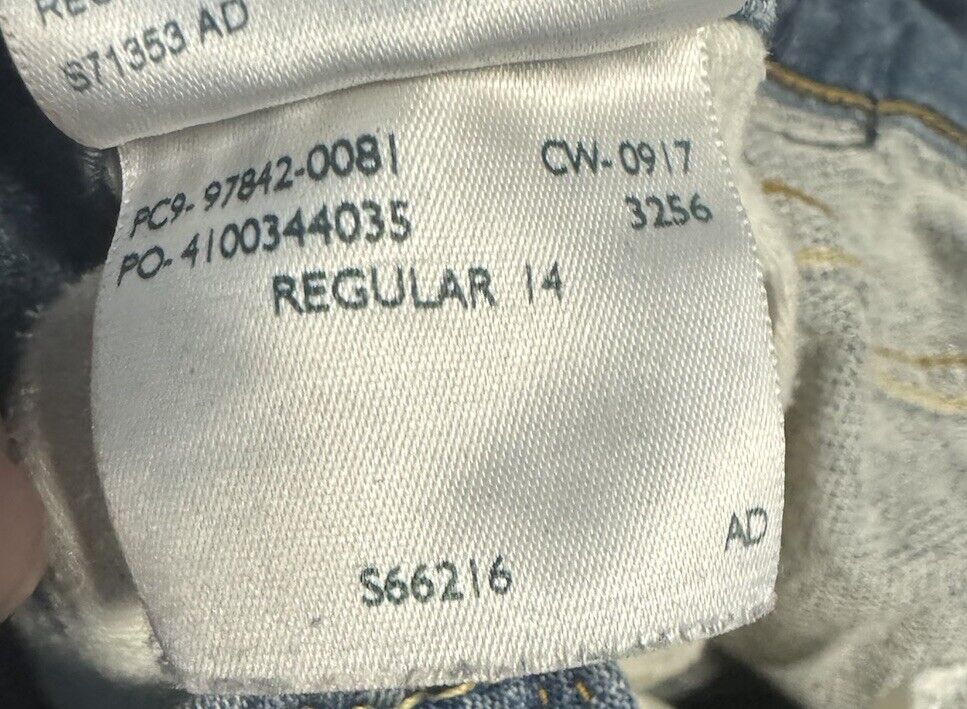 S71353 AD
PC9-97842-0081 CW-0917
PO-4100344035 3256
REGULAR 14
AD
S66216